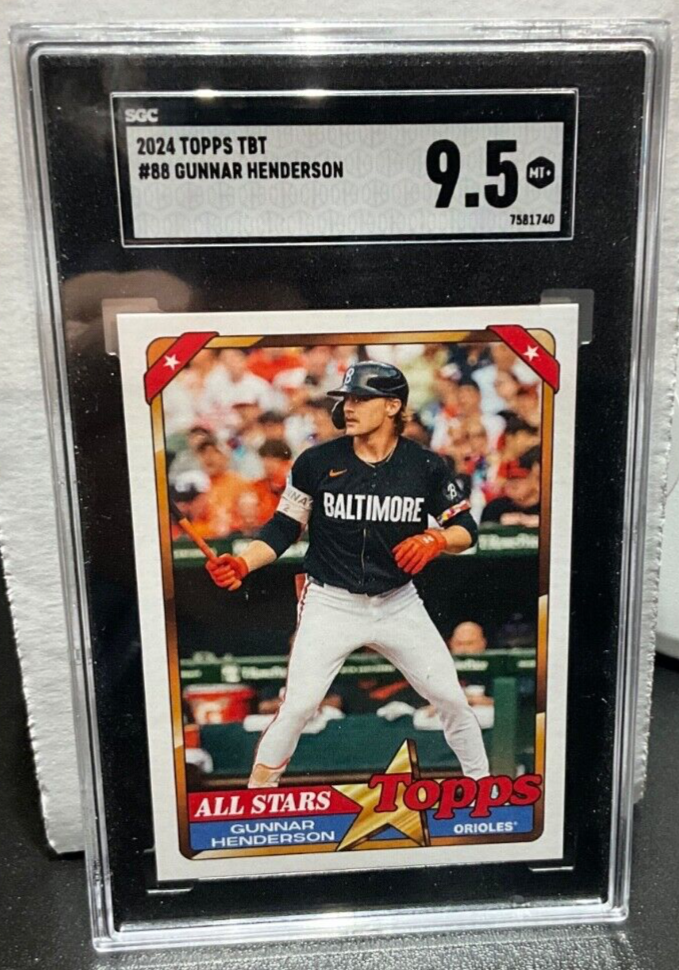 SGC
2024 TOPPS TBT
#88 GUNNAR HENDERSON
9.5
MT+
7581740
B
BALTIMORE
B
ALL STARS
Topps
GUNNAR
HENDERSON
ORIOLES